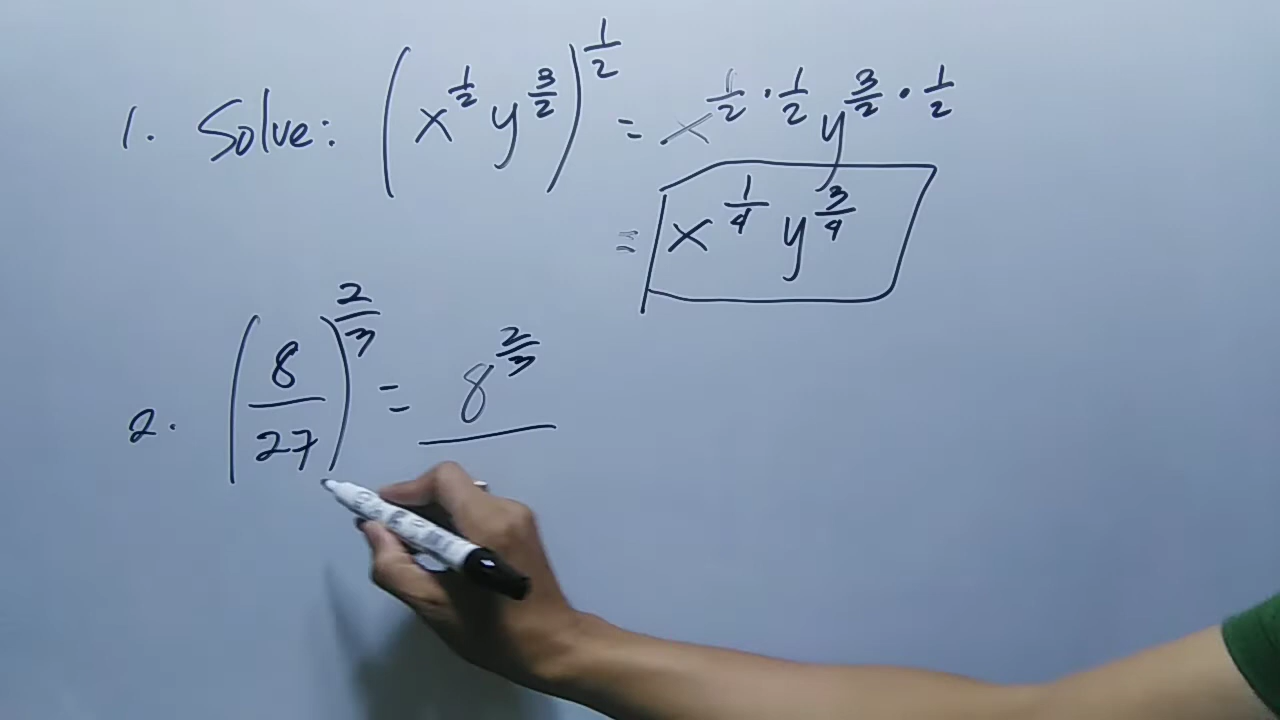 1. Solve: (x^(1/2) y^(3/2))^(1/2) = x^(1/2 · 1/2) y^(3/2 · 1/2)
= x^(1/4) y^(3/4)
2. (8/27)^(2/3) = 8^(2/3)/